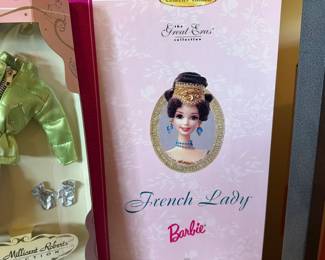 the
Great Eras
collection
French Lady
Barbie
Millicent Roberts